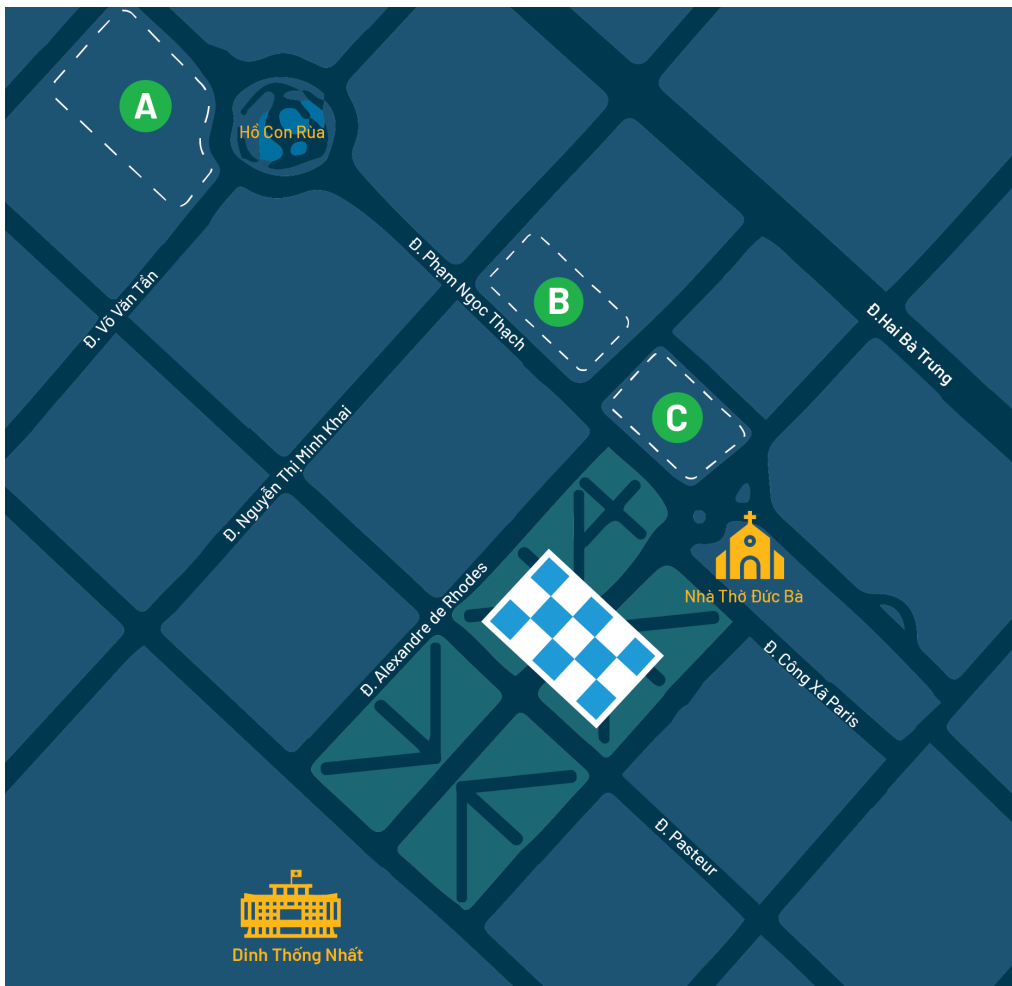 A
Hồ Con Rùa
Đ. Phạm Ngọc Thạch
B
Đ. Võ Văn Tần
Đ.Hai Bà Trưng
C
Đ. Nguyễn Thị Minh Khai
Đ. Alexandre de Rhodes
Nhà Thờ Đức Bà
Đ. Công Xã Paris
Đ. Pasteur
Dinh Thống Nhất